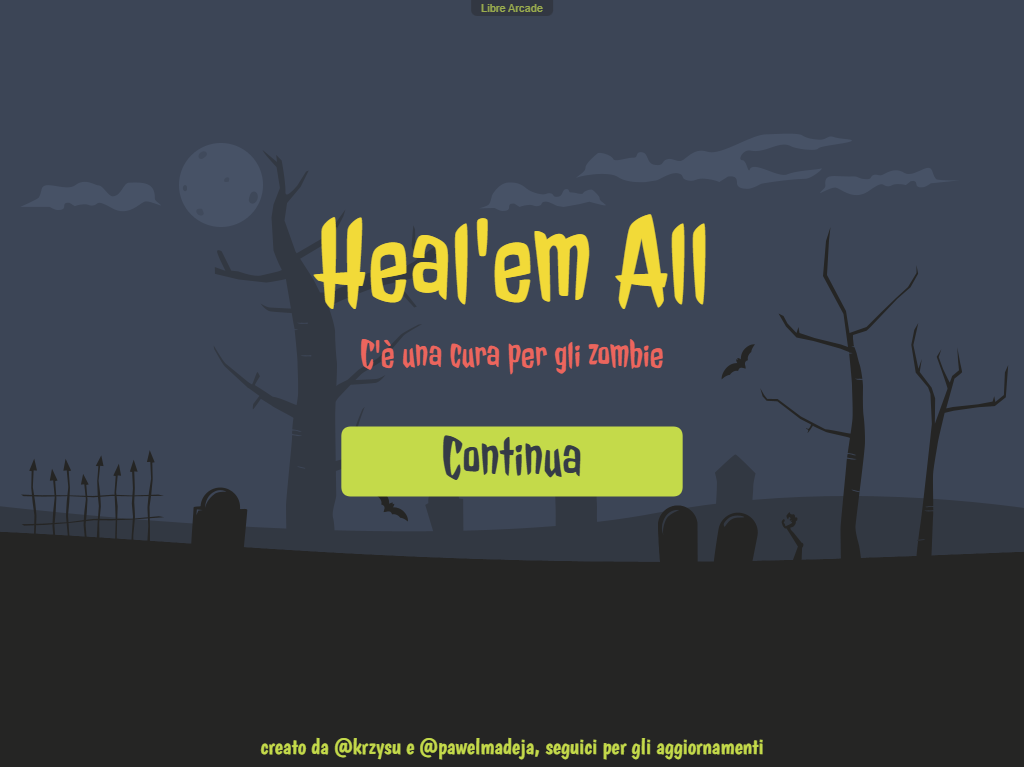 Libre Arcade
Heal'em All
C'è una cura per gli zombie
Continua
creato da @krzysu e @pawelmadeja, seguici per gli aggiornamenti